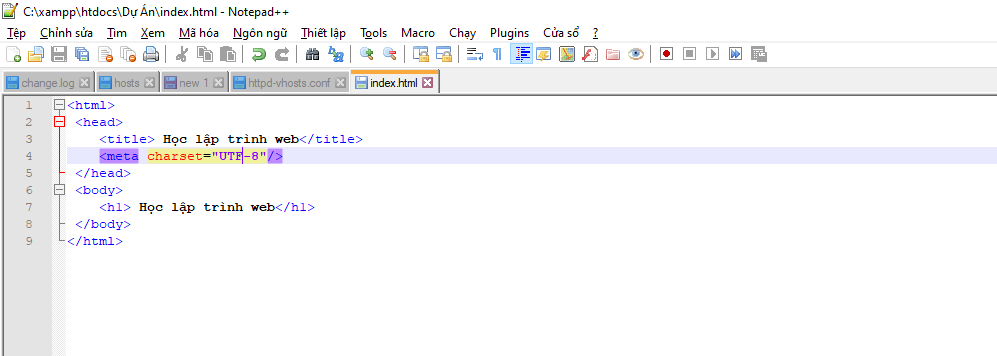 C:\xampp\htdocs\Dự Án\index.html - Notepad++
Tệp Chỉnh sửa Tìm Xem Mã hóa Ngôn ngữ Thiết lập Tools Macro Chạy Plugins Cửa sổ ?
change.log hosts new 1 httpd-vhosts.conf index.html
1 <html>
2 <head>
3 <title> Học lập trình web</title>
4 <meta charset="UTF-8"/>
5 </head>
6 <body>
7 <h1> Học lập trình web</h1>
8 </body>
9 </html>